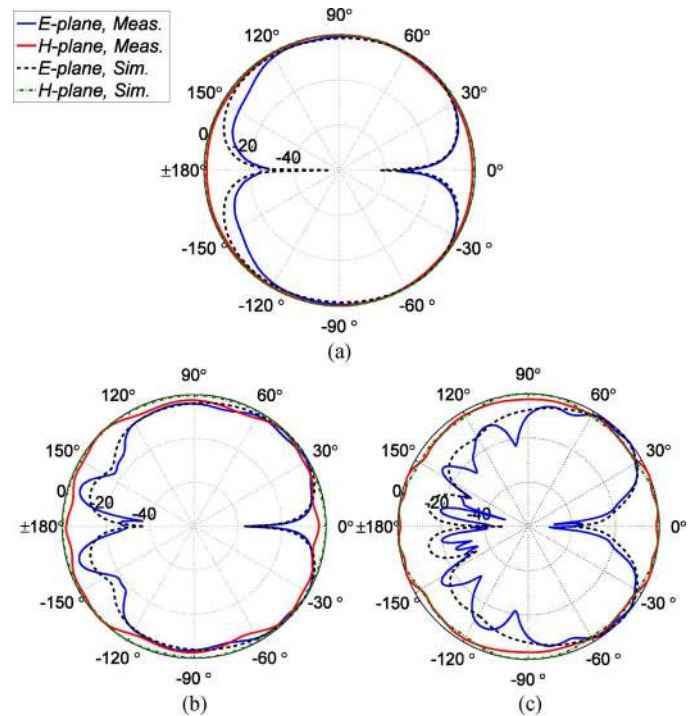 E-plane, Meas.
H-plane, Meas.
E-plane, Sim.
H-plane, Sim.
90°
120° 60°
150° 30°
0 20 -40
±180° 0°
-150° -30 °
-120 ° -60°
-90 °
(a)
90° 90°
120° 60° 120° 60°
150° 30° 150° 30°
0 -20 -40 0 -20 -40
±180° 0° ±180° 0°
-150° -30 ° -150° -30 °
-120 ° -60° -120 ° -60°
-90 ° -90 °
(b) (c)